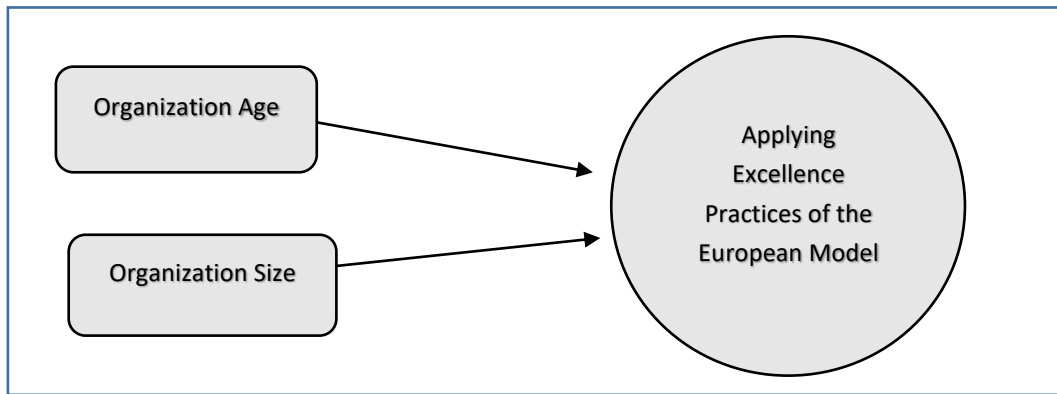 Organization Age
Organization Size
Applying
Excellence
Practices of the
European Model